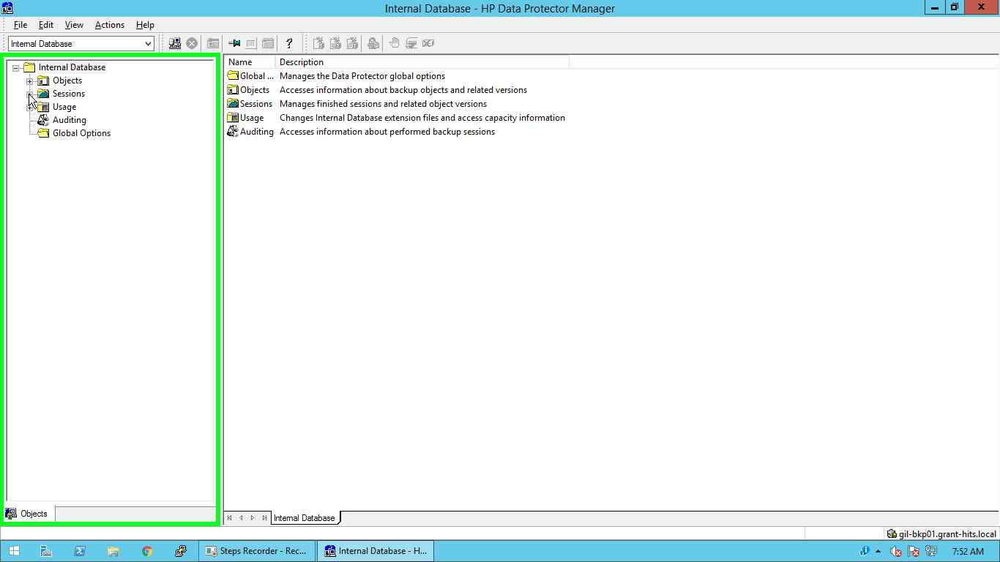 Internal Database - HP Data Protector Manager
File Edit View Actions Help
Internal Database
Internal Database
Objects
Sessions
Usage
Auditing
Global Options
Name Description
Global ... Manages the Data Protector global options
Objects Accesses information about backup objects and related versions
Sessions Manages finished sessions and related object versions
Usage Changes Internal Database extension files and access capacity information
Auditing Accesses information about performed backup sessions
Objects
Internal Database
gil-bkp01.grant-hits.local
Steps Recorder - Rec... Internal Database - H... 7:52 AM